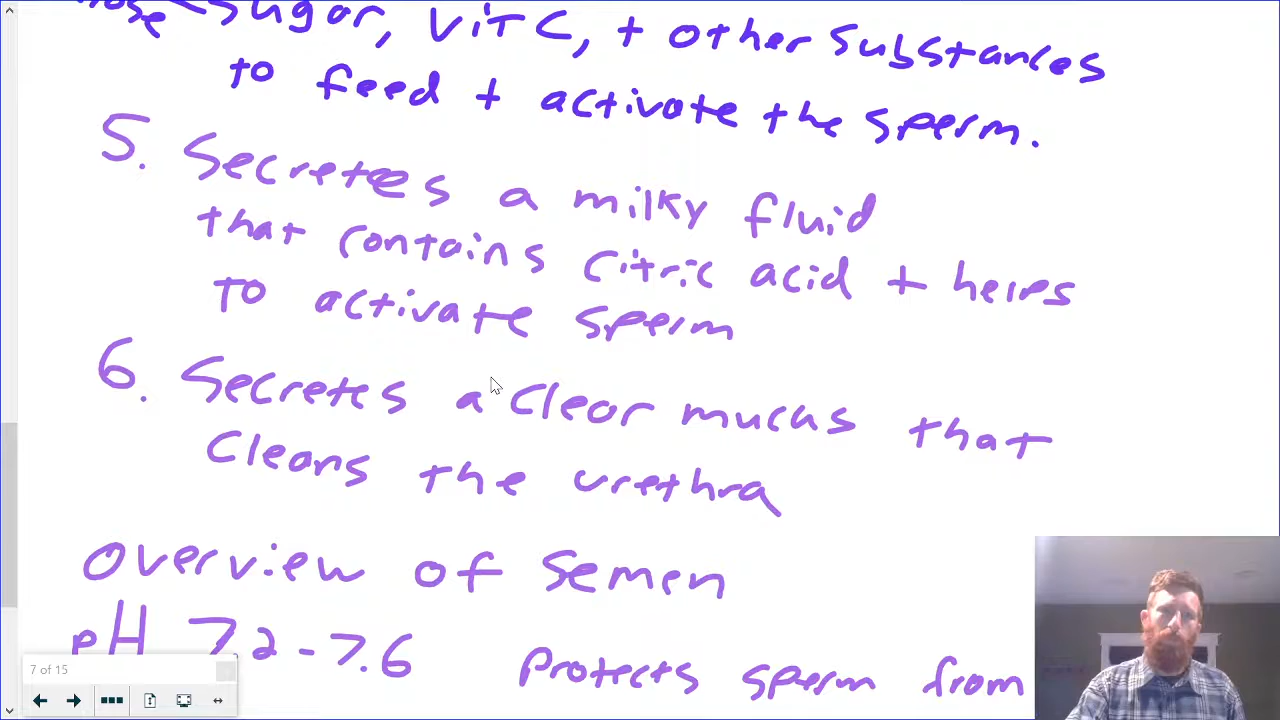 sugar, Vit C, + other substances
to feed + activate the sperm.
5. Secretes a milky fluid
that contains citric acid + helps
to activate sperm
6. Secretes a clear mucus that
cleans the urethra
Overview of Semen
pH 7.2 - 7.6 Protects sperm from
7 of 15